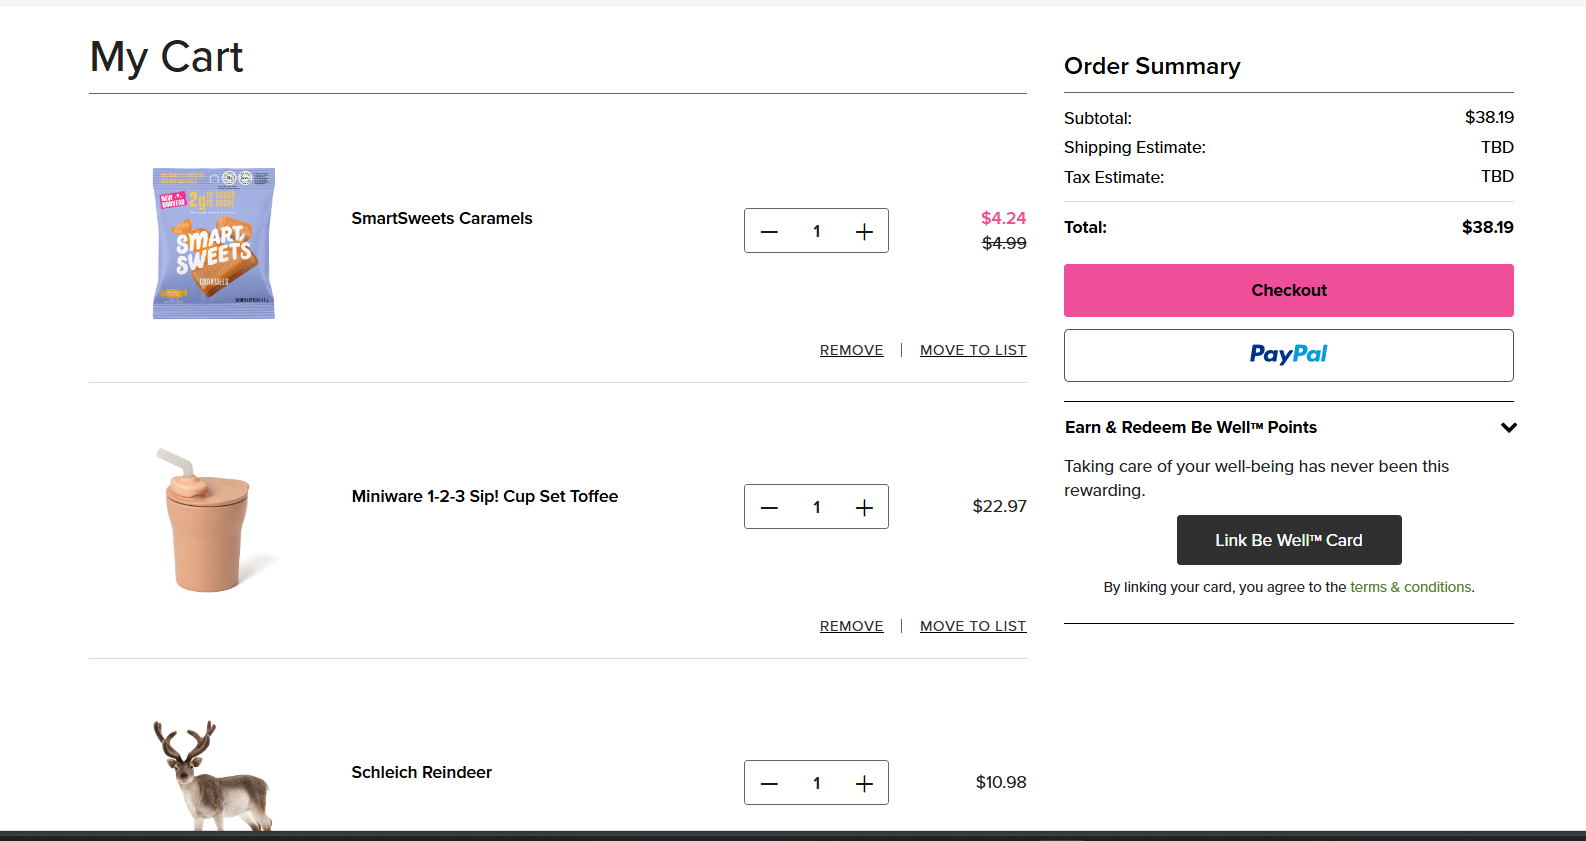 My Cart
SMART
SWEETS
CARAMELS
2g
SmartSweets Caramels
1
$4.24
$4.99
REMOVE | MOVE TO LIST
Miniware 1-2-3 Sip! Cup Set Toffee
1
$22.97
REMOVE | MOVE TO LIST
Schleich Reindeer
1
$10.98
Order Summary
Subtotal: $38.19
Shipping Estimate: TBD
Tax Estimate: TBD
Total: $38.19
Checkout
PayPal
Earn & Redeem Be Well™ Points
Taking care of your well-being has never been this
rewarding.
Link Be Well™ Card
By linking your card, you agree to the terms & conditions.